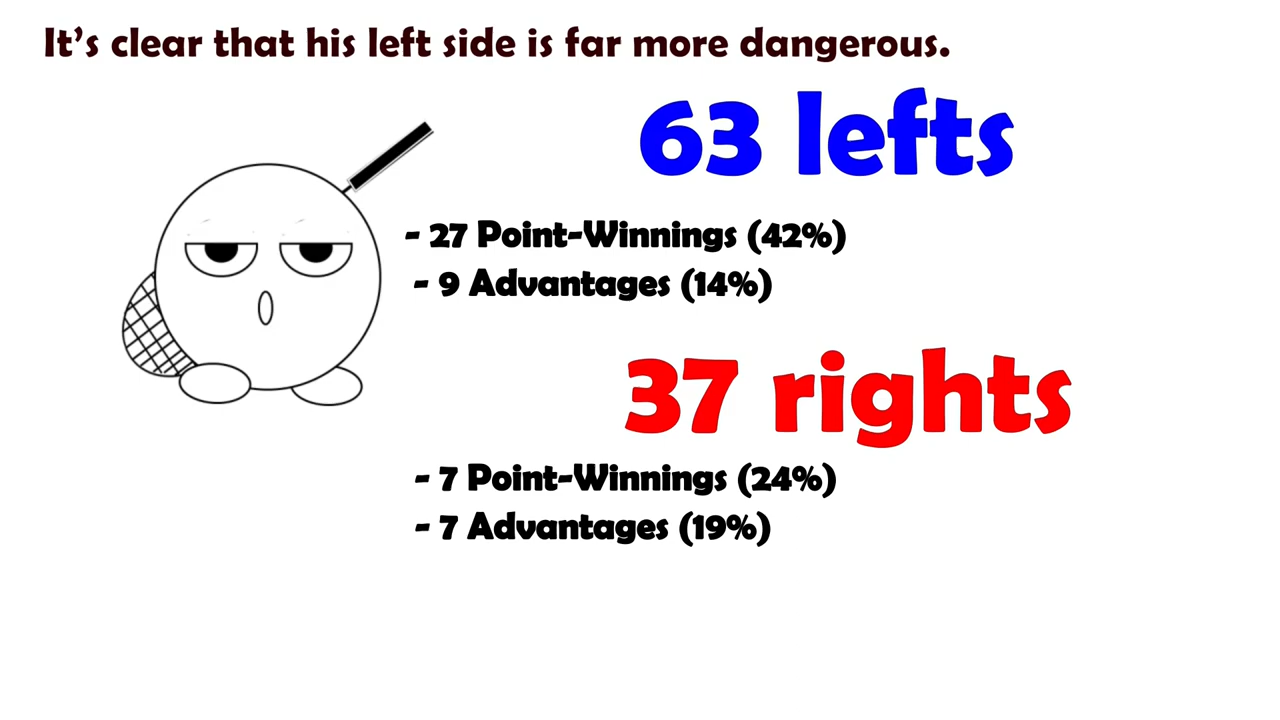 It's clear that his left side is far more dangerous.
63 lefts
- 27 Point-Winnings (42%)
- 9 Advantages (14%)
37 rights
- 7 Point-Winnings (24%)
- 7 Advantages (19%)